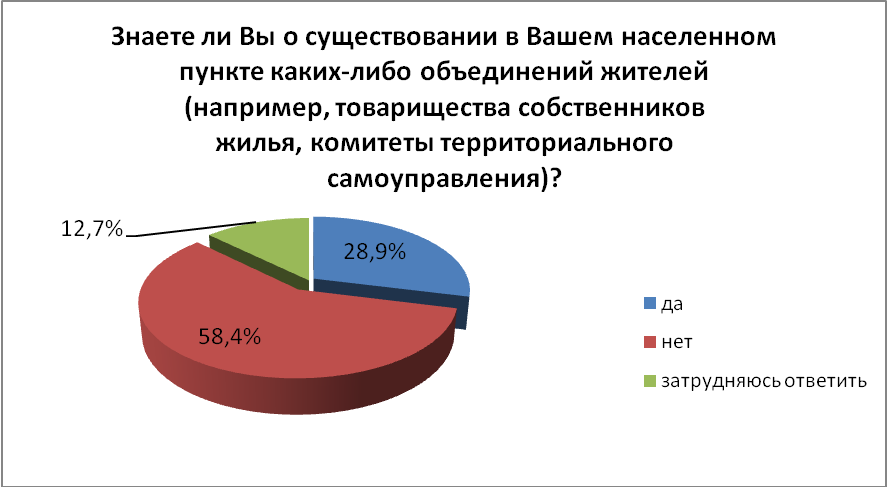 Знаете ли Вы о существовании в Вашем населенном
пункте каких-либо объединений жителей
(например, товарищества собственников
жилья, комитеты территориального
самоуправления)?
12,7%
28,9%
58,4%
да
нет
затрудняюсь ответить